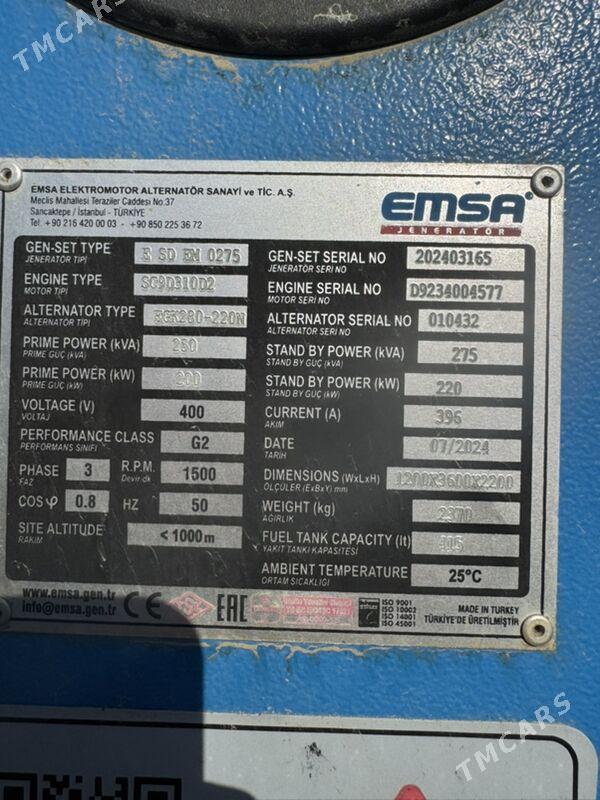 TMCARS
EMSA ELEKTROMOTOR ALTERNATÖR SANAYİ ve TİC. A.Ş.
Meclis Mahallesi Teraziler Caddesi No:37
Sancaktepe / İstanbul - TÜRKİYE
Tel. +90 216 420 00 03 - +90 850 225 36 72
EMSA®
JENERATÖR
GEN-SET TYPE E SD EM 0275
JENERATÖR TİPİ
ENGINE TYPE SC9D310D2
MOTOR TİPİ
ALTERNATOR TYPE EGK280-220N
ALTERNATÖR TİPİ
PRIME POWER (kVA) 250
PRIME GÜÇ (kVA)
PRIME POWER (kW) 200
PRIME GÜÇ (kW)
VOLTAGE (V) 400
VOLTAJ
PERFORMANCE CLASS G2
PERFORMANS SINIFI
PHASE 3 R.P.M. 1500
FAZ Devir dk
COS φ 0.8 HZ 50
SITE ALTITUDE < 1000m
RAKIM
GEN-SET SERIAL NO 202403165
JENERATÖR SERİ NO
ENGINE SERIAL NO D9234004577
MOTOR SERİ NO
ALTERNATOR SERIAL NO 010432
ALTERNATÖR SERİ NO
STAND BY POWER (kVA) 275
STAND BY GÜÇ (kVA)
STAND BY POWER (kW) 220
STAND BY GÜÇ (kW)
CURRENT (A) 396
AKIM
DATE 07/2024
TARİH
DIMENSIONS (WxLxH) 1200X3600X2200
ÖLÇÜLER (ExBxY) mm
WEIGHT (kg) 2370
AĞIRLIK
FUEL TANK CAPACITY (lt)
YAKIT TANKI KAPASİTESİ
AMBIENT TEMPERATURE 25°C
ORTAM SICAKLIĞI
www.emsa.gen.tr
info@emsa.gen.tr
CE
TSE
EAC
ISO 9001
ISO 10002
ISO 14001
ISO 45001
MADE IN TURKEY
TÜRKİYE'DE ÜRETİLMİŞTİR
TMCARS
TMCARS